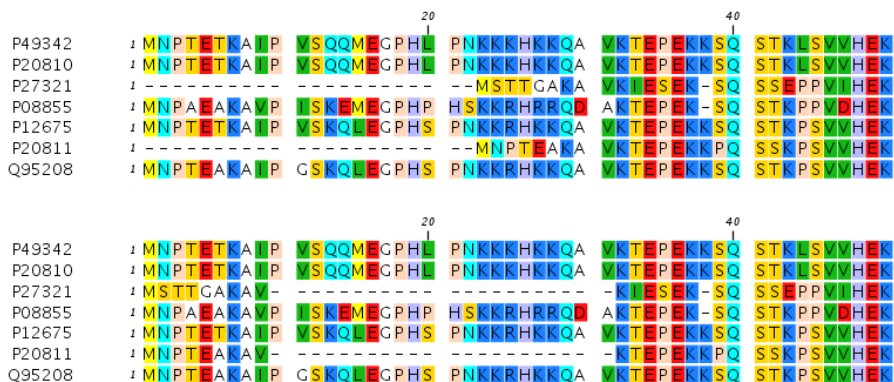 20 40
P49342 1 MNPTETKAIP VSQQMEGPHL PNKKKHKKQA VKTEPEKKSQ STKLSVVHEK
P20810 1 MNPTETKAIP VSQQMEGPHL PNKKKHKKQA VKTEPEKKSQ STKLSVVHEK
P27321 1 ---------- ---------- --MSTTGAKA VKIESEK-SQ SSEPPVIHEK
P08855 1 MNPAEAKAVP ISKEMEGPHP HSKKRHRRQD AKTEPEK-SQ STKPPVDHEK
P12675 1 MNPTETKAIP VSKQLEGPHS PNKKRHKKQA VKTEPEKKSQ STKPSVVHEK
P20811 1 ---------- ---------- --MNPTEAKA VKTEPEKKPQ SSKPSVVHEK
Q95208 1 MNPTEAKAIP GSKQLEGPHS PNKKRHKKQA VKTEPEKKSQ STKPSVVHEK
20 40
P49342 1 MNPTETKAIP VSQQMEGPHL PNKKKHKKQA VKTEPEKKSQ STKLSVVHEK
P20810 1 MNPTETKAIP VSQQMEGPHL PNKKKHKKQA VKTEPEKKSQ STKLSVVHEK
P27321 1 MSTTGAKAV- ---------- ---------- -KIESEK-SQ SSEPPVIHEK
P08855 1 MNPAEAKAVP ISKEMEGPHP HSKKRHRRQD AKTEPEK-SQ STKPPVDHEK
P12675 1 MNPTETKAIP VSKQLEGPHS PNKKRHKKQA VKTEPEKKSQ STKPSVVHEK
P20811 1 MNPTEAKAV- ---------- ---------- -KTEPEKKPQ SSKPSVVHEK
Q95208 1 MNPTEAKAIP GSKQLEGPHS PNKKRHKKQA VKTEPEKKSQ STKPSVVHEK